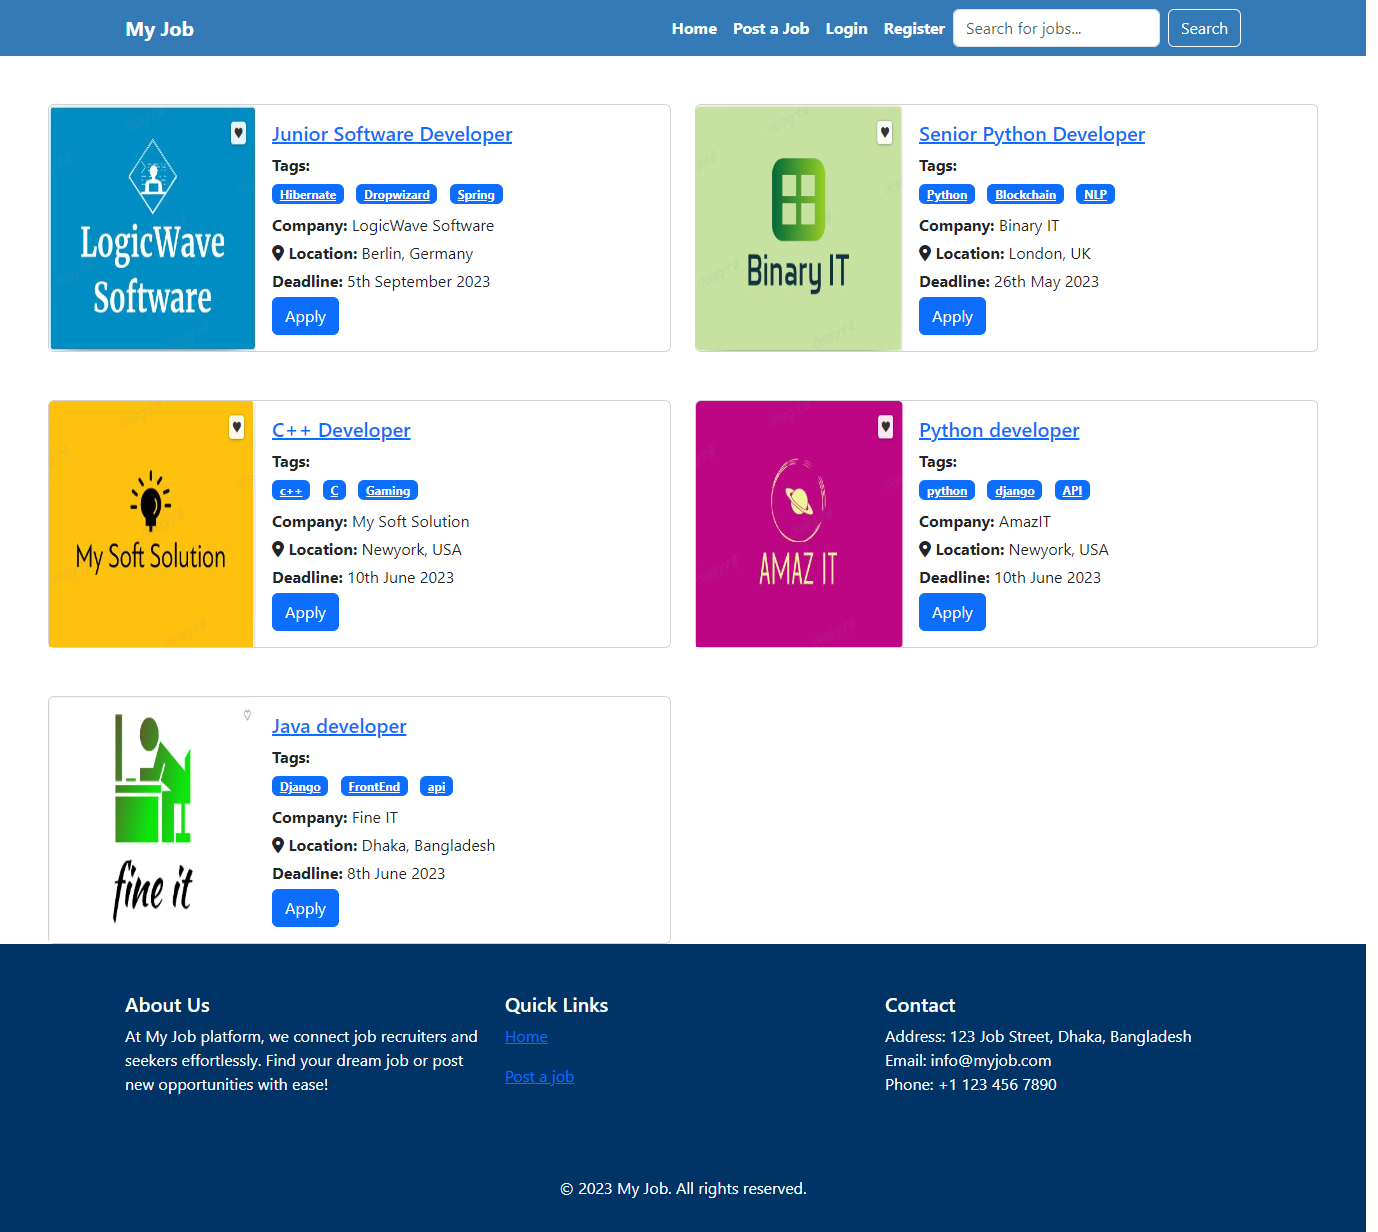 My Job
Home Post a Job Login Register Search for jobs... Search
LogicWave
Software
Junior Software Developer
Tags:
Hibernate Dropwizard Spring
Company: LogicWave Software
Location: Berlin, Germany
Deadline: 5th September 2023
Apply
Binary IT
Senior Python Developer
Tags:
Python Blockchain NLP
Company: Binary IT
Location: London, UK
Deadline: 26th May 2023
Apply
My Soft Solution
C++ Developer
Tags:
c++ C Gaming
Company: My Soft Solution
Location: Newyork, USA
Deadline: 10th June 2023
Apply
AMAZ IT
Python developer
Tags:
python django API
Company: AmazIT
Location: Newyork, USA
Deadline: 10th June 2023
Apply
fine it
Java developer
Tags:
Django FrontEnd api
Company: Fine IT
Location: Dhaka, Bangladesh
Deadline: 8th June 2023
Apply
About Us
At My Job platform, we connect job recruiters and
seekers effortlessly. Find your dream job or post
new opportunities with ease!
Quick Links
Home
Post a job
Contact
Address: 123 Job Street, Dhaka, Bangladesh
Email: info@myjob.com
Phone: +1 123 456 7890
© 2023 My Job. All rights reserved.